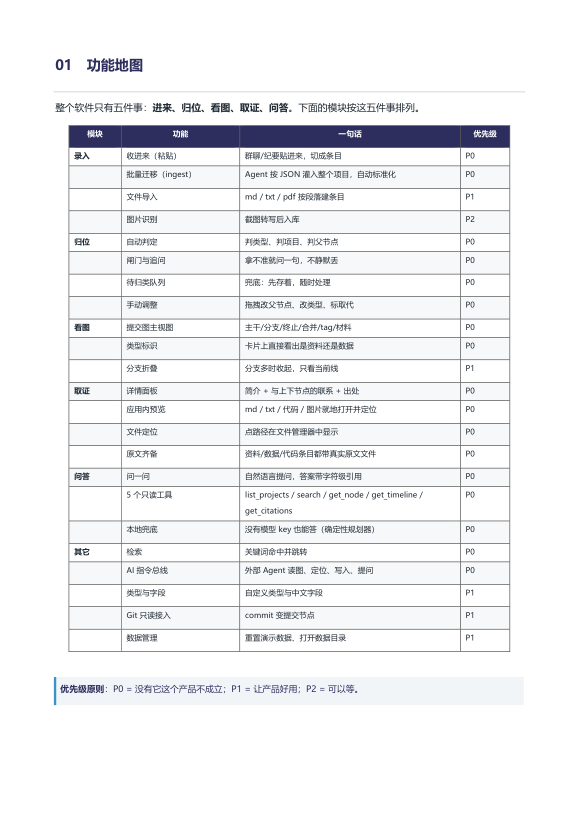 01 功能地图
整个软件只有五件事：进来、归位、看图、取证、问答。下面的模块按这五件事排列。
模块 功能 一句话 优先级
录入 收进来（粘贴） 群聊/纪要贴进来，切成条目 P0
批量迁移（ingest） Agent 按 JSON 灌入整个项目，自动标准化 P0
文件导入 md / txt / pdf 按段落建条目 P1
图片识别 截图转写后入库 P2
归位 自动判定 判类型、判项目、判父节点 P0
闸门与追问 拿不准就问一句，不静默丢 P0
待归类队列 兜底：先存着，随时处理 P0
手动调整 拖拽改父节点、改类型、标取代 P0
看图 提交图主视图 主干/分支/终止/合并/tag/材料 P0
类型标识 卡片上直接看出是资料还是数据 P0
分支折叠 分支多时收起，只看当前线 P1
取证 详情面板 简介 + 与上下节点的联系 + 出处 P0
应用内预览 md / txt / 代码 / 图片就地打开并定位 P0
文件定位 点路径在文件管理器中显示 P0
原文齐备 资料/数据/代码条目都带真实原文文件 P0
问答 问一问 自然语言提问，答案带字符级引用 P0
5 个只读工具 list_projects / search / get_node / get_timeline / P0
get_citations
本地兜底 没有模型 key 也能答（确定性规划器） P0
其它 检索 关键词命中并跳转 P0
AI 指令总线 外部 Agent 读图、定位、写入、提问 P0
类型与字段 自定义类型与中文字段 P1
Git 只读接入 commit 变提交节点 P1
数据管理 重置演示数据、打开数据目录 P1
优先级原则：P0 = 没有它这个产品不成立；P1 = 让产品好用；P2 = 可以等。